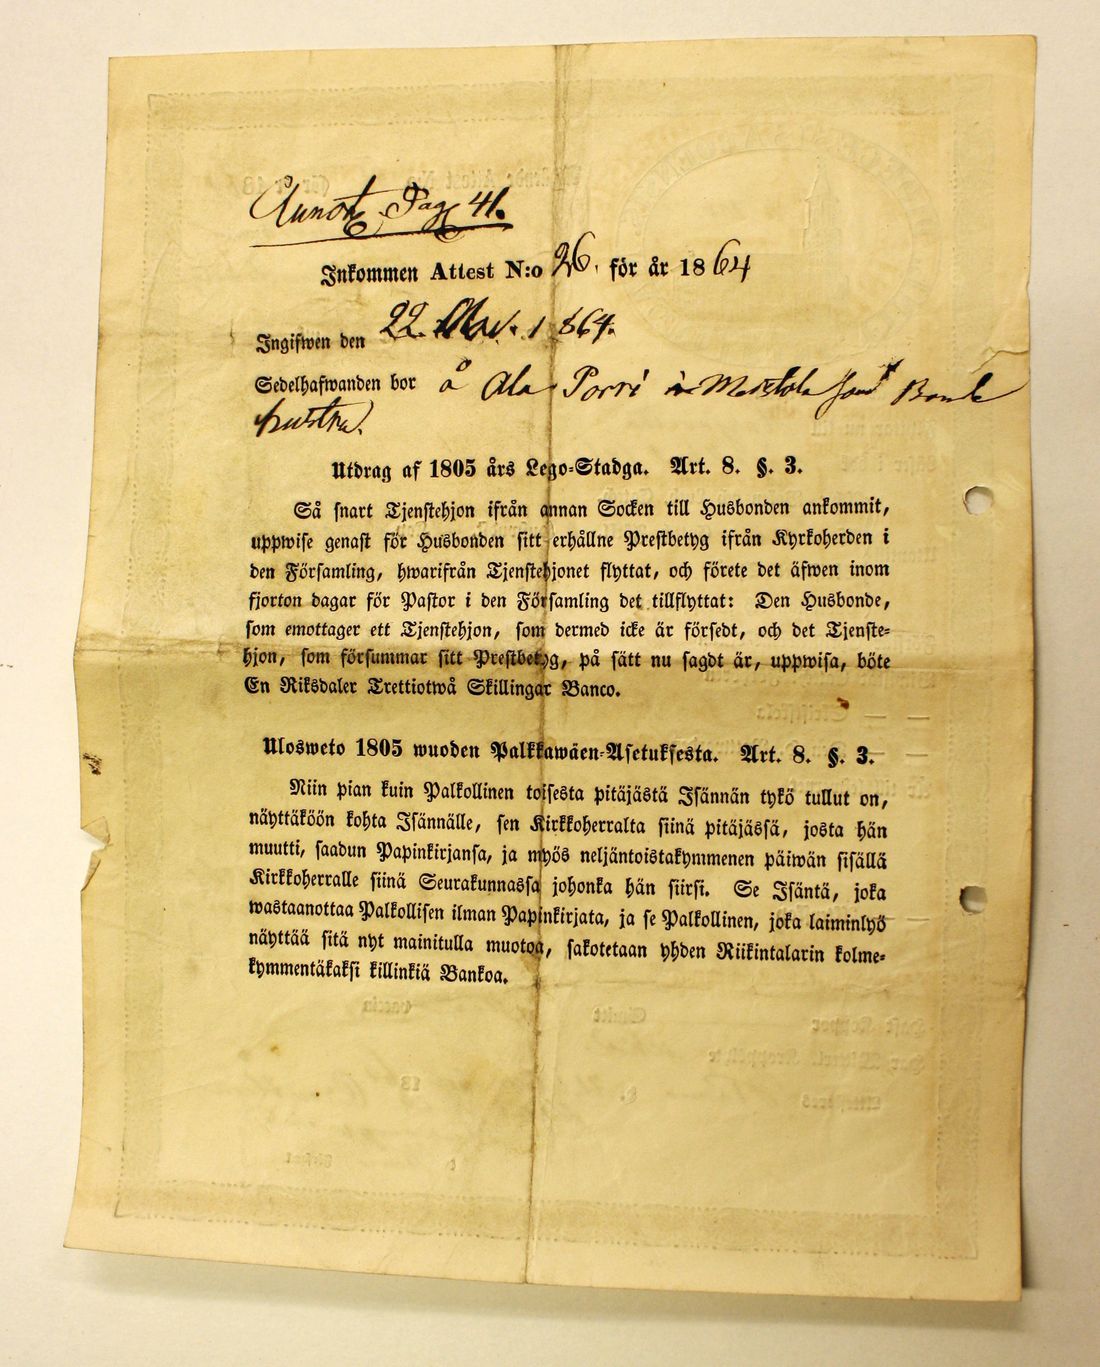 Annot. Pag 41.
Inkommen Attest N:o 26. för år 1864
Ingifwen den 22 Nov. 1864.
Sedelhafwanden bor å Ala Porri Bonde
hustru.
Utdrag af 1805 års Lego-Stadga. Art. 8. §. 3.
Så snart Tjenstehjon ifrån annan Socken till Husbonden ankommit,
uppwise genast för Husbonden sitt erhållne Prestbetyg ifrån Kyrkoherden i
den Församling, hwarifrån Tjenstehjonet flyttat, och förete det äfwen inom
fjorton dagar för Pastor i den Församling det tillflyttat: Den Husbonde,
som emottager ett Tjenstehjon, som dermed icke är försedt, och det Tjenste-
hjon, som försummar sitt Prestbetyg, på sätt nu sagdt är, uppwisa, böte
En Riksdaler Trettiotwå Skillingar Banco.
Ulosweto 1805 wuoden Palkkawäen-Asetuksesta. Art. 8. §. 3.
Niin pian kuin Palkollinen toisesta pitäjästä Isännän tykö tullut on,
näyttäköön kohta Isännälle, sen Kirkkoherralta siinä pitäjässä, josta hän
muutti, saadun Papinkirjansa, ja myös neljäntoistakymmenen päiwän sisällä
Kirkkoherralle siinä Seurakunnassa johonka hän siirsi. Se Isäntä, joka
wastaanottaa Palkollisen ilman Papinkirjata, ja se Palkollinen, joka laiminlyö
näyttää sitä nyt mainitulla muotoa, sakotetaan yhden Riikintalarin kolme-
kymmentäkaksi killinkiä Bankoa.